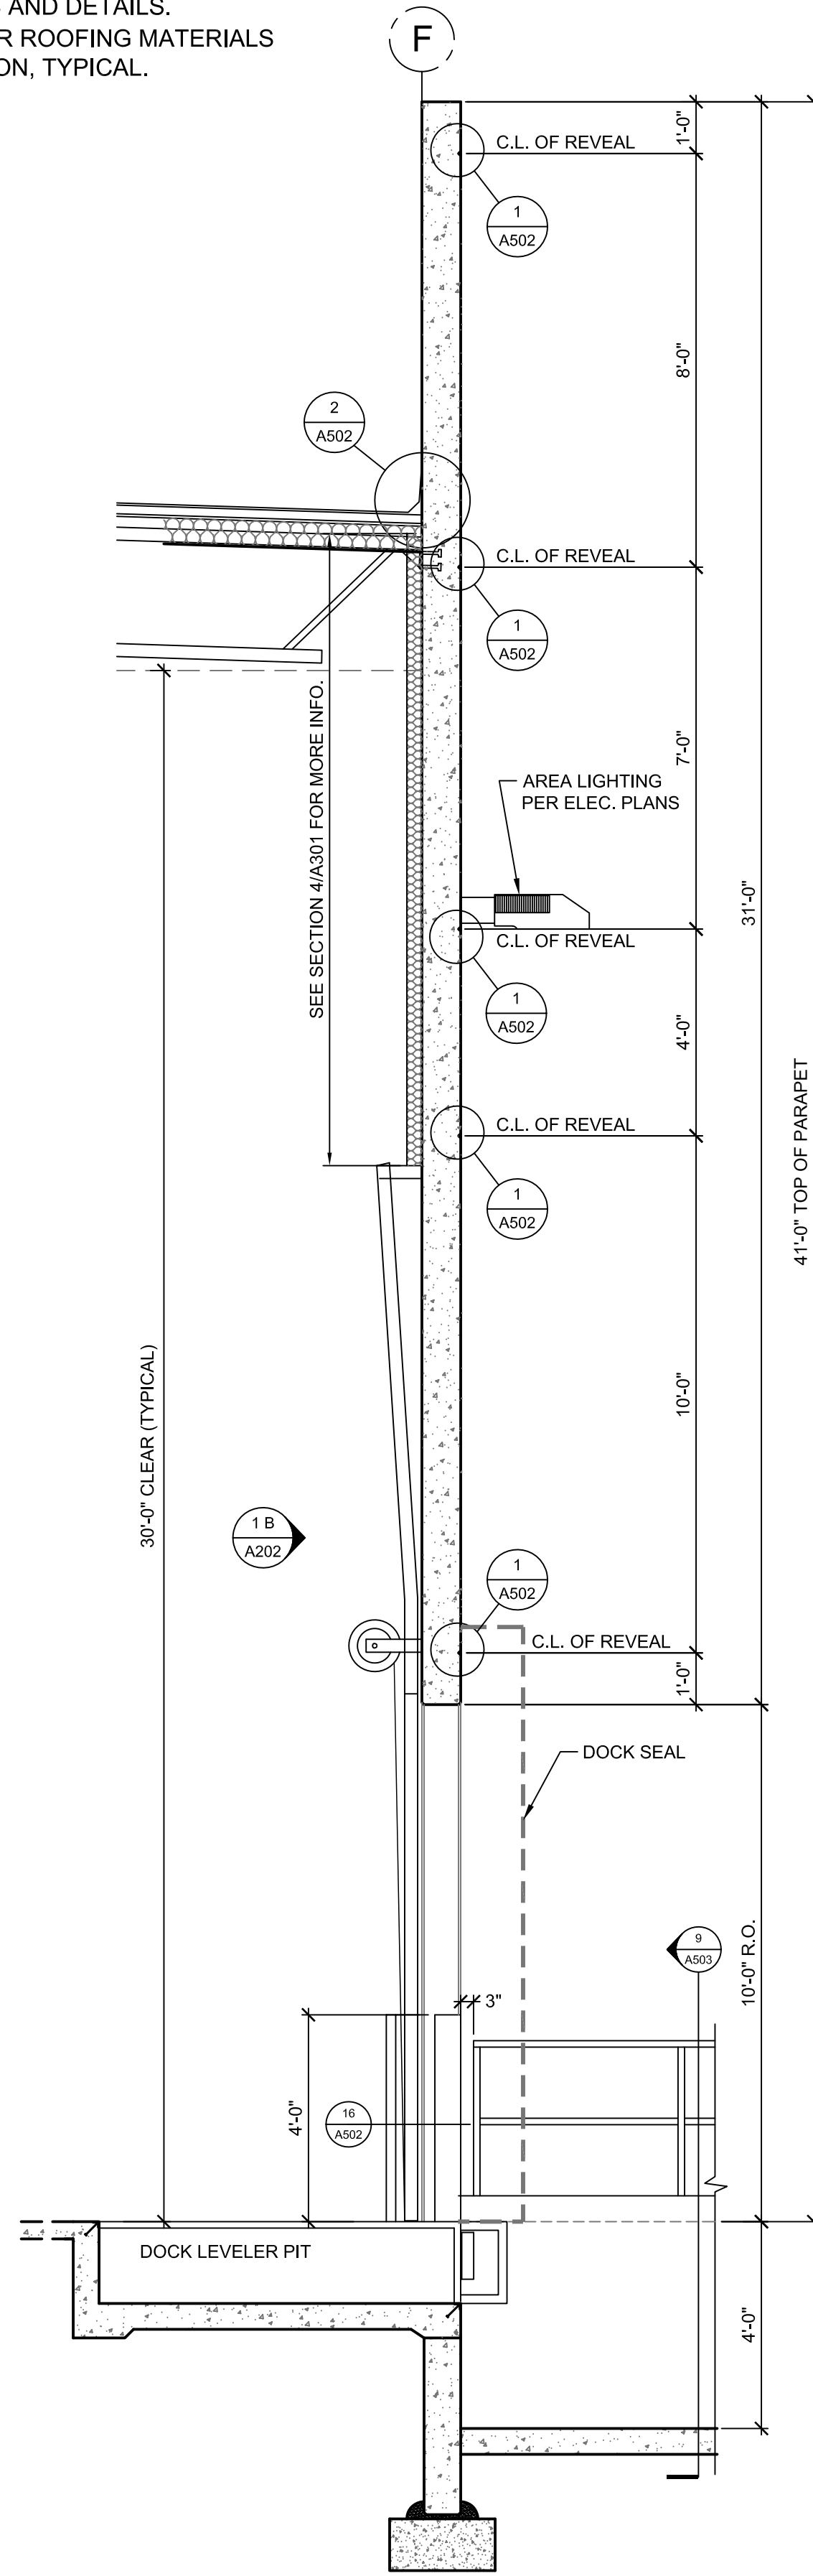 AND DETAILS.
R ROOFING MATERIALS
ON, TYPICAL.
F
1'-0"
C.L. OF REVEAL
1
A502
8'-0"
2
A502
C.L. OF REVEAL
1
A502
SEE SECTION 4/A301 FOR MORE INFO.
7'-0"
AREA LIGHTING
PER ELEC. PLANS
31'-0"
C.L. OF REVEAL
1
A502
4'-0"
C.L. OF REVEAL
1
A502
41'-0" TOP OF PARAPET
10'-0"
30'-0" CLEAR (TYPICAL)
1 B
A202
1
A502
C.L. OF REVEAL
1'-0"
DOCK SEAL
9
A503
10'-0" R.O.
3"
4'-0"
16
A502
DOCK LEVELER PIT
4'-0"